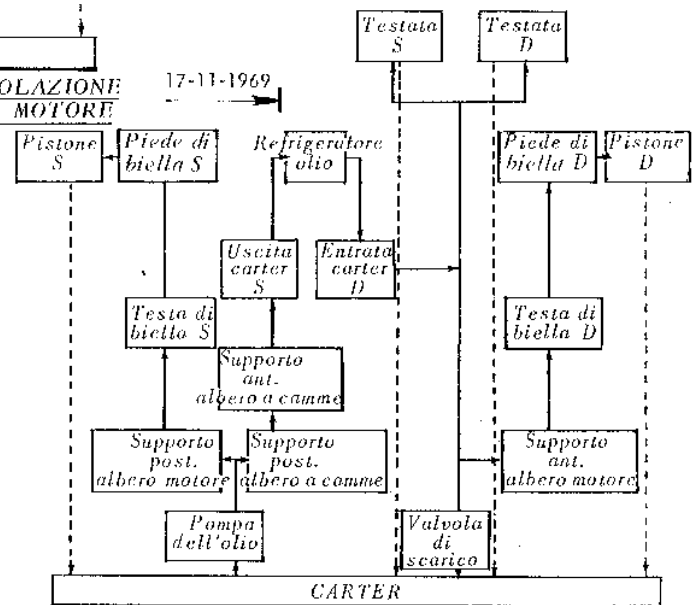 OLAZIONE
MOTORE
17-11-1969
Testata
S
Testata
D
Pistone
S
Piede di
biella S
Refrigeratore
olio
Piede di
biella D
Pistone
D
Uscita
carter
S
Entrata
carter
D
Testa di
biella S
Testa di
biella D
Supporto
ant.
albero a camme
Supporto
post.
albero motore
Supporto
post.
albero a camme
Supporto
ant.
albero motore
Pompa
dell'olio
Valvola
di
scarico
CARTER